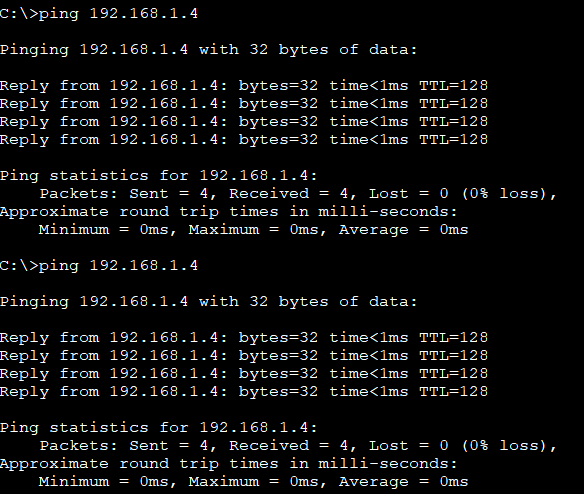 C:\>ping 192.168.1.4
Pinging 192.168.1.4 with 32 bytes of data:
Reply from 192.168.1.4: bytes=32 time<1ms TTL=128
Reply from 192.168.1.4: bytes=32 time<1ms TTL=128
Reply from 192.168.1.4: bytes=32 time<1ms TTL=128
Reply from 192.168.1.4: bytes=32 time<1ms TTL=128
Ping statistics for 192.168.1.4:
    Packets: Sent = 4, Received = 4, Lost = 0 (0% loss),
Approximate round trip times in milli-seconds:
    Minimum = 0ms, Maximum = 0ms, Average = 0ms
C:\>ping 192.168.1.4
Pinging 192.168.1.4 with 32 bytes of data:
Reply from 192.168.1.4: bytes=32 time<1ms TTL=128
Reply from 192.168.1.4: bytes=32 time<1ms TTL=128
Reply from 192.168.1.4: bytes=32 time<1ms TTL=128
Reply from 192.168.1.4: bytes=32 time<1ms TTL=128
Ping statistics for 192.168.1.4:
    Packets: Sent = 4, Received = 4, Lost = 0 (0% loss),
Approximate round trip times in milli-seconds:
    Minimum = 0ms, Maximum = 0ms, Average = 0ms